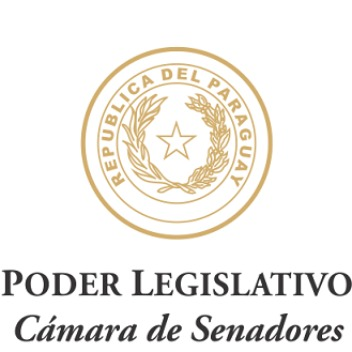 REPUBLICA DEL PARAGUAY
PODER LEGISLATIVO
Cámara de Senadores